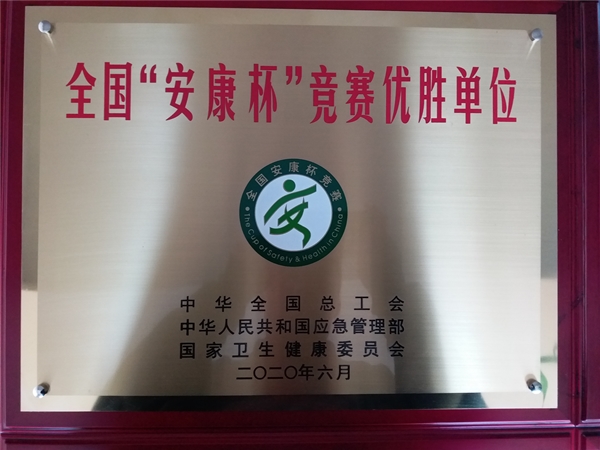 全国“安康杯”竞赛优胜单位
全国安康杯竞赛
The Cup of Safety & Health in China
中华全国总工会
中华人民共和国应急管理部
国家卫生健康委员会
二〇二〇年六月